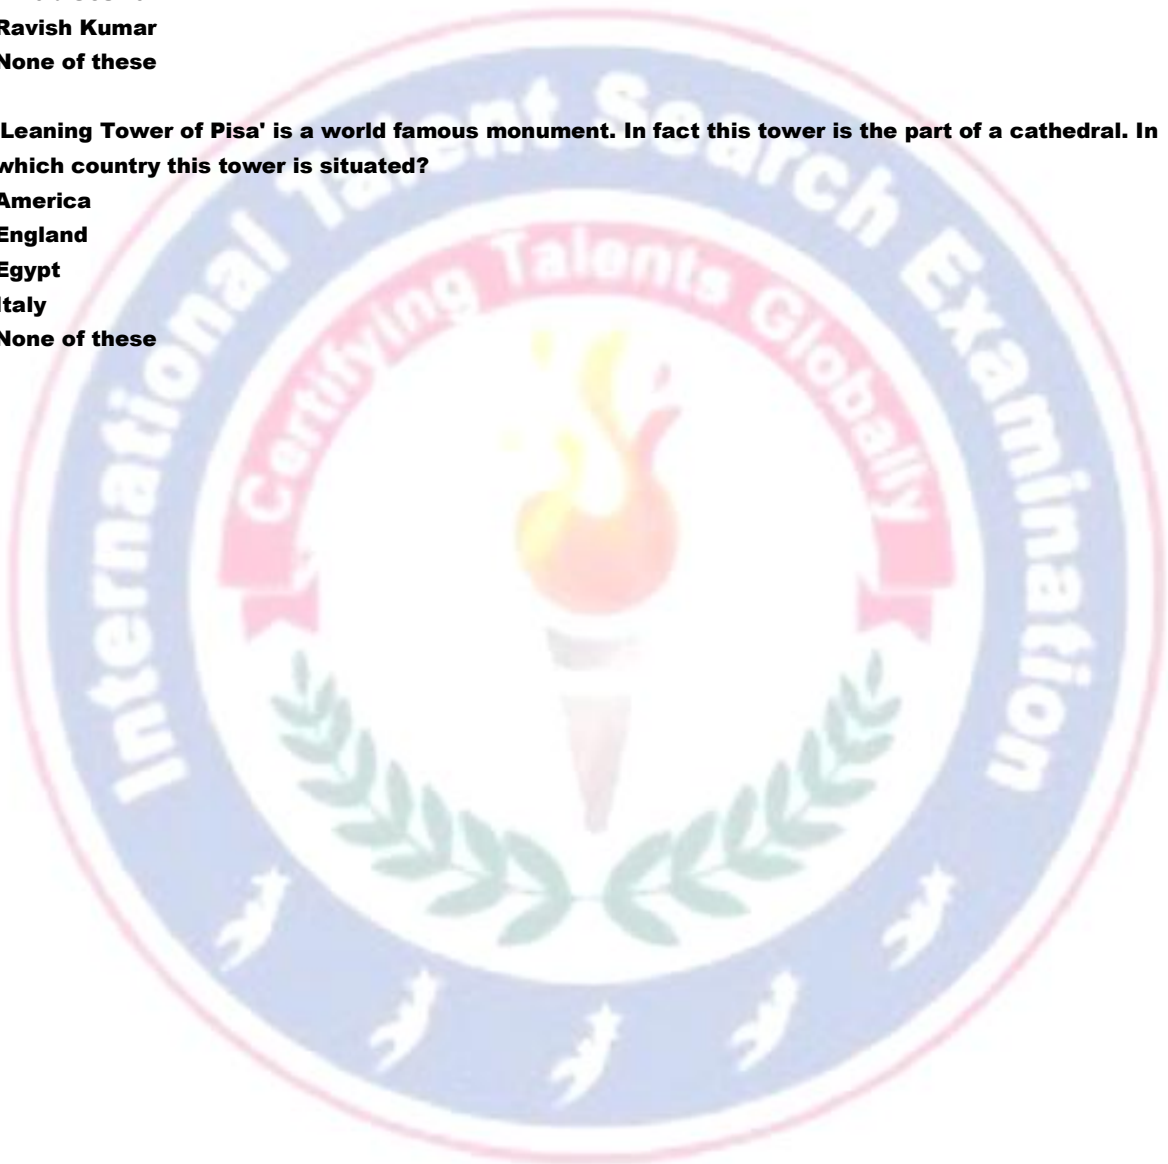 Ravish Kumar
None of these
Leaning Tower of Pisa' is a world famous monument. In fact this tower is the part of a cathedral. In
which country this tower is situated?
America
England
Egypt
Italy
None of these
International Talent Search Examination
Certifying Talents Globally